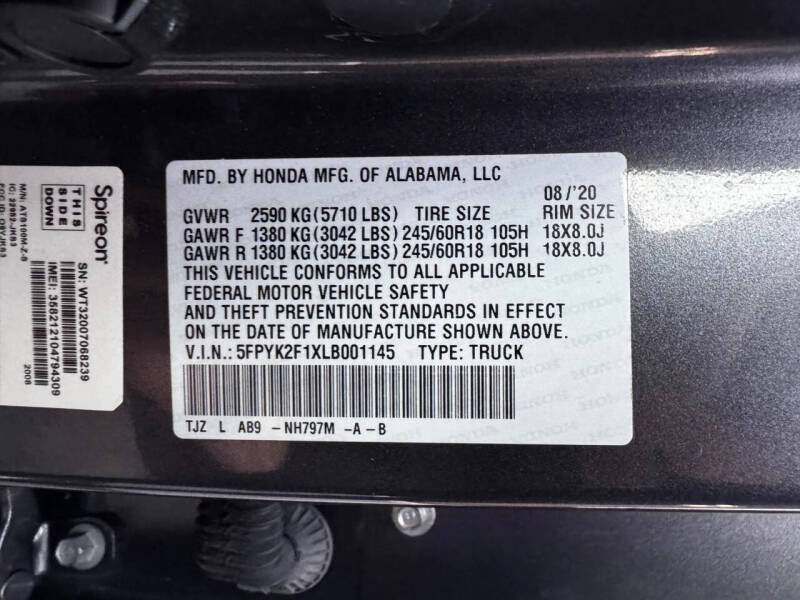 MFD. BY HONDA MFG. OF ALABAMA, LLC
08/'20
GVWR 2590 KG(5710 LBS) TIRE SIZE RIM SIZE
GAWR F 1380 KG(3042 LBS) 245/60R18 105H 18X8.0J
GAWR R 1380 KG(3042 LBS) 245/60R18 105H 18X8.0J
THIS VEHICLE CONFORMS TO ALL APPLICABLE
FEDERAL MOTOR VEHICLE SAFETY
AND THEFT PREVENTION STANDARDS IN EFFECT
ON THE DATE OF MANUFACTURE SHOWN ABOVE.
V.I.N.: 5FPYK2F1XLB001145 TYPE: TRUCK
TJZ L AB9 -NH797M -A -B
Spireon
THIS
SIDE
DOWN
SN: WT32007068239
IMEI: 358212104794309
2008